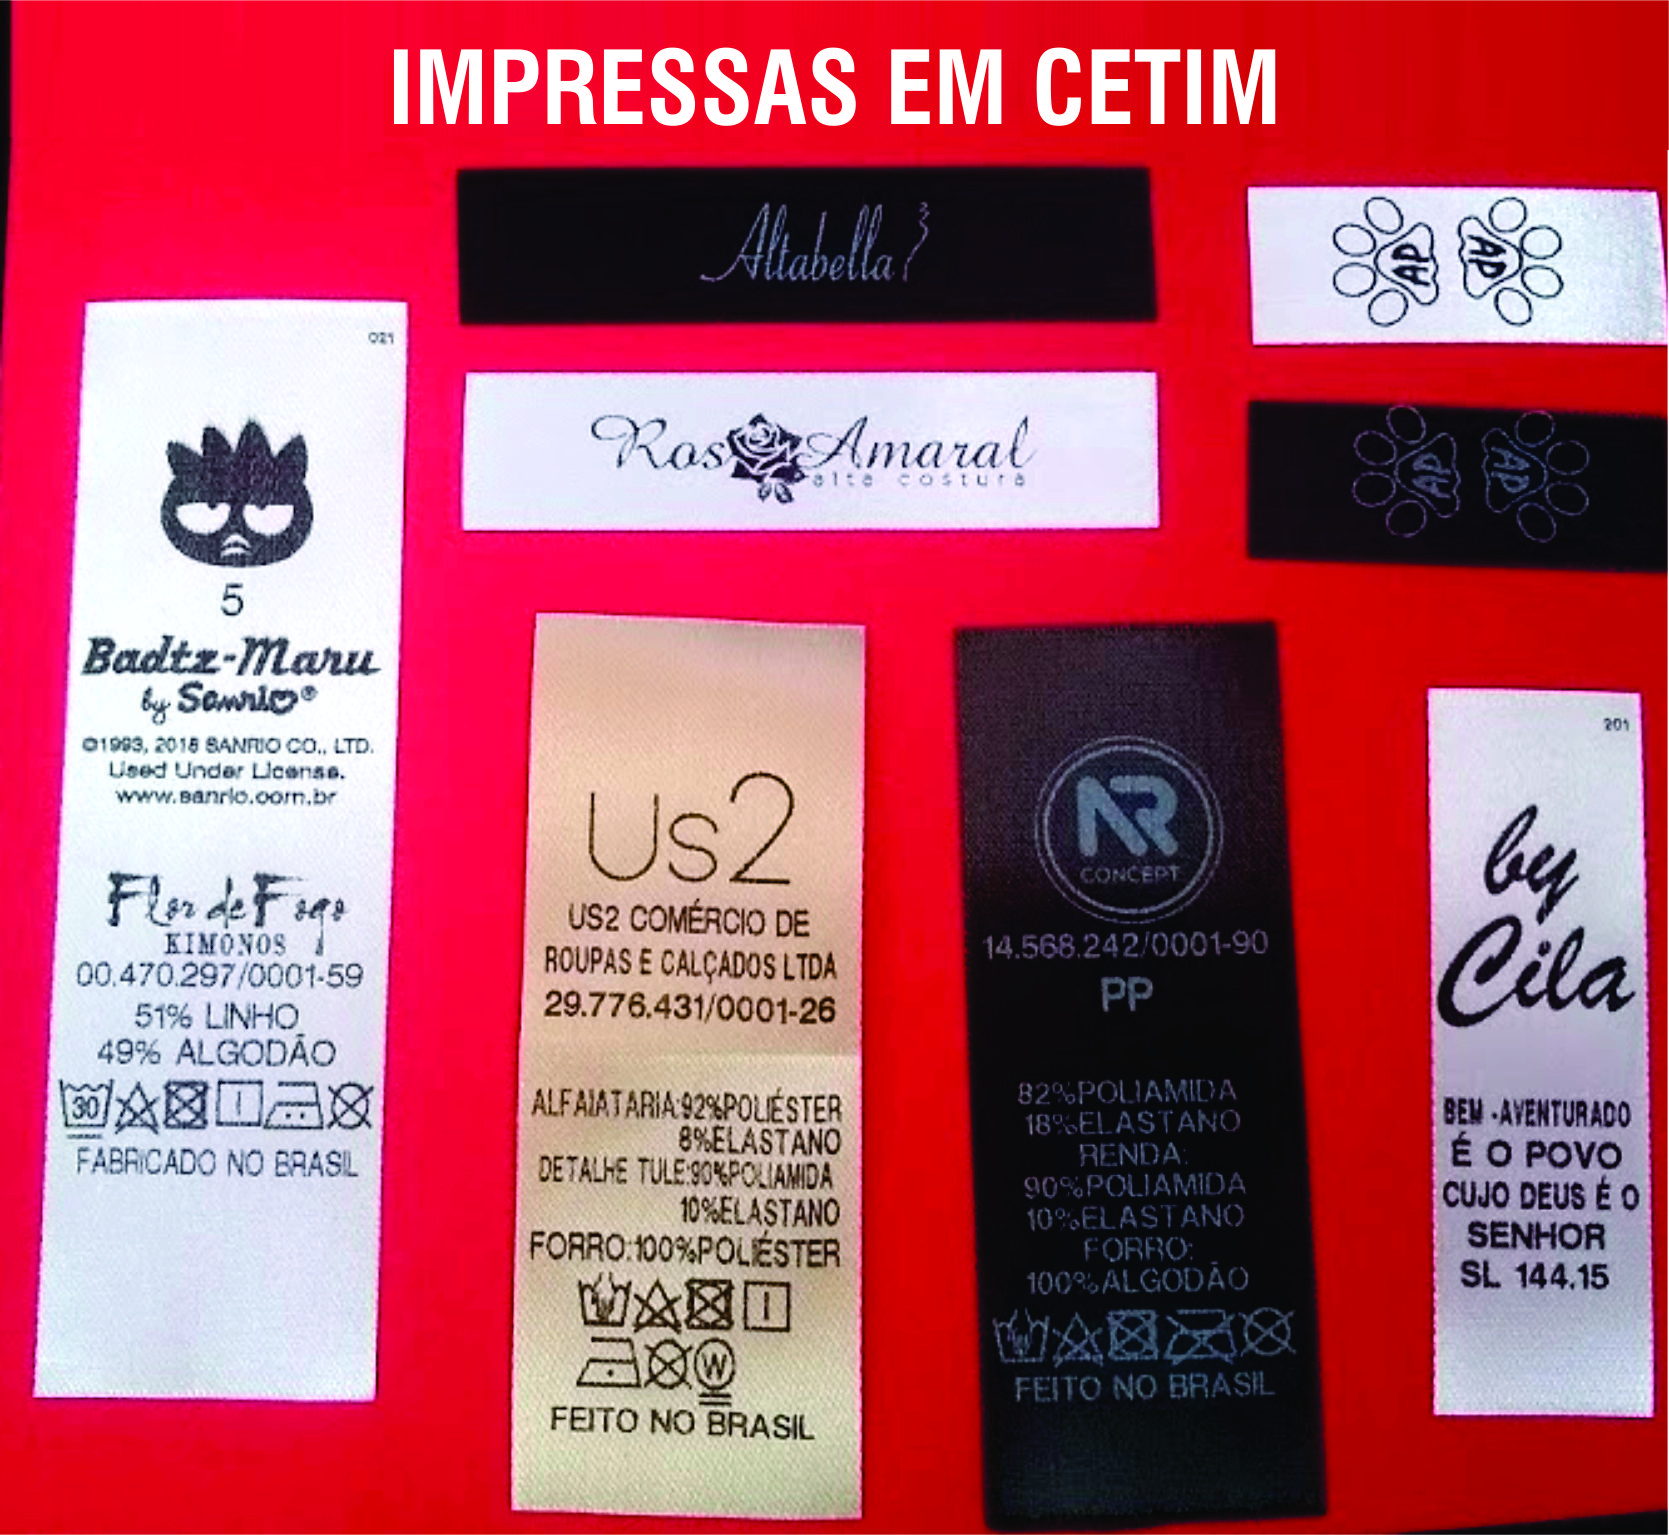 IMPRESSAS EM CETIM
Altabella
AP AP
021
Rosa Amaral
alta costura
AP AP
5
Badtz-Maru
by Sanrio®
©1993, 2018 SANRIO CO., LTD.
Used Under License.
www.sanrio.com.br
Flor de Fogo
KIMONOS
00.470.297/0001-59
51% LINHO
49% ALGODÃO
30
FABRICADO NO BRASIL
Us2
US2 COMÉRCIO DE
ROUPAS E CALÇADOS LTDA
29.776.431/0001-26
ALFAIATARIA:92%POLIÉSTER
8%ELASTANO
DETALHE TULE:90%POLIAMIDA
10%ELASTANO
FORRO:100%POLIÉSTER
W
FEITO NO BRASIL
NR
CONCEPT
14.568.242/0001-90
PP
82%POLIAMIDA
18%ELASTANO
RENDA:
90%POLIAMIDA
10%ELASTANO
FORRO:
100%ALGODÃO
FEITO NO BRASIL
201
by
Cila
BEM -AVENTURADO
É O POVO
CUJO DEUS É O
SENHOR
SL 144.15